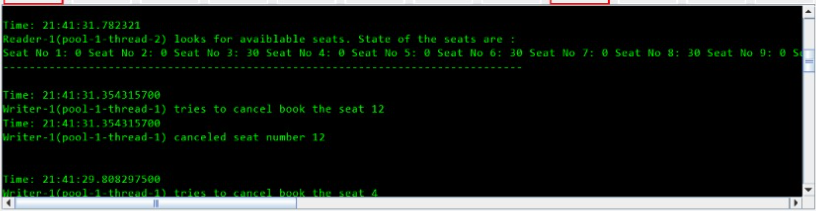 Time: 21:41:31.782321
Reader-1(pool-1-thread-2) looks for avaiblable seats. State of the seats are :
Seat No 1: 0 Seat No 2: 0 Seat No 3: 30 Seat No 4: 0 Seat No 5: 0 Seat No 6: 30 Seat No 7: 0 Seat No 8: 30 Seat No 9: 0 S
--------------------------------------------------------------------------------
Time: 21:41:31.354315700
Writer-1(pool-1-thread-1) tries to cancel book the seat 12
Time: 21:41:31.354315700
Writer-1(pool-1-thread-1) canceled seat number 12
Time: 21:41:29.808297500
Writer-1(pool-1-thread-1) tries to cancel book the seat 4